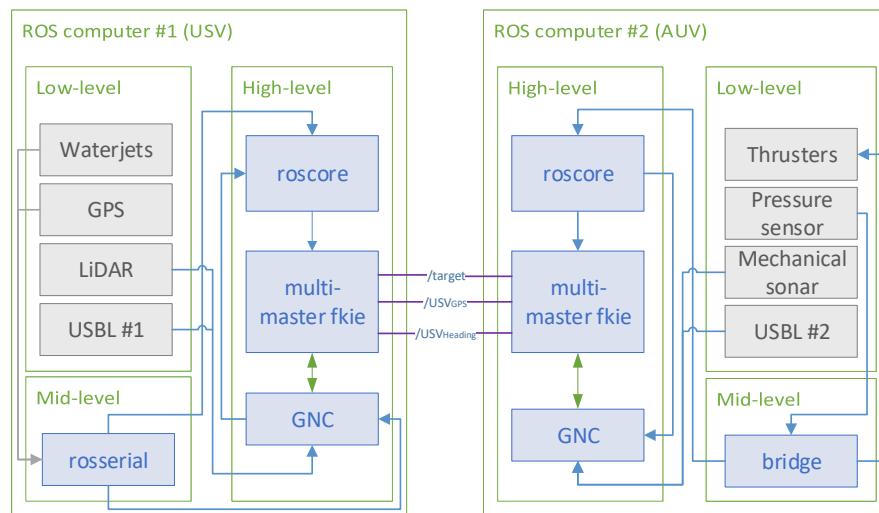 ROS computer #1 (USV)
Low-level
Waterjets
GPS
LiDAR
USBL #1
Mid-level
rosserial
High-level
roscore
multi-
master fkie
GNC
/target
/USVGPS
/USVHeading
ROS computer #2 (AUV)
High-level
roscore
multi-
master fkie
GNC
Low-level
Thrusters
Pressure
sensor
Mechanical
sonar
USBL #2
Mid-level
bridge